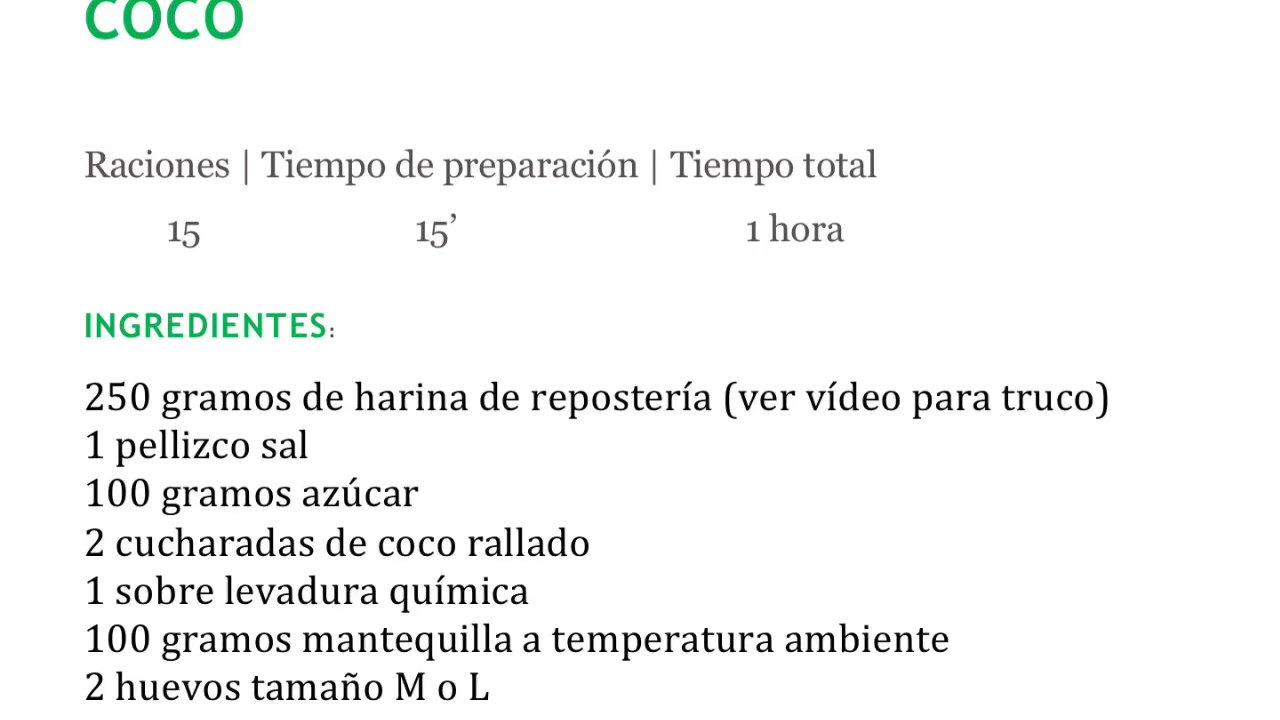 COCO
Raciones | Tiempo de preparación | Tiempo total
15 15’ 1 hora
INGREDIENTES:
250 gramos de harina de repostería (ver vídeo para truco)
1 pellizco sal
100 gramos azúcar
2 cucharadas de coco rallado
1 sobre levadura química
100 gramos mantequilla a temperatura ambiente
2 huevos tamaño M o L